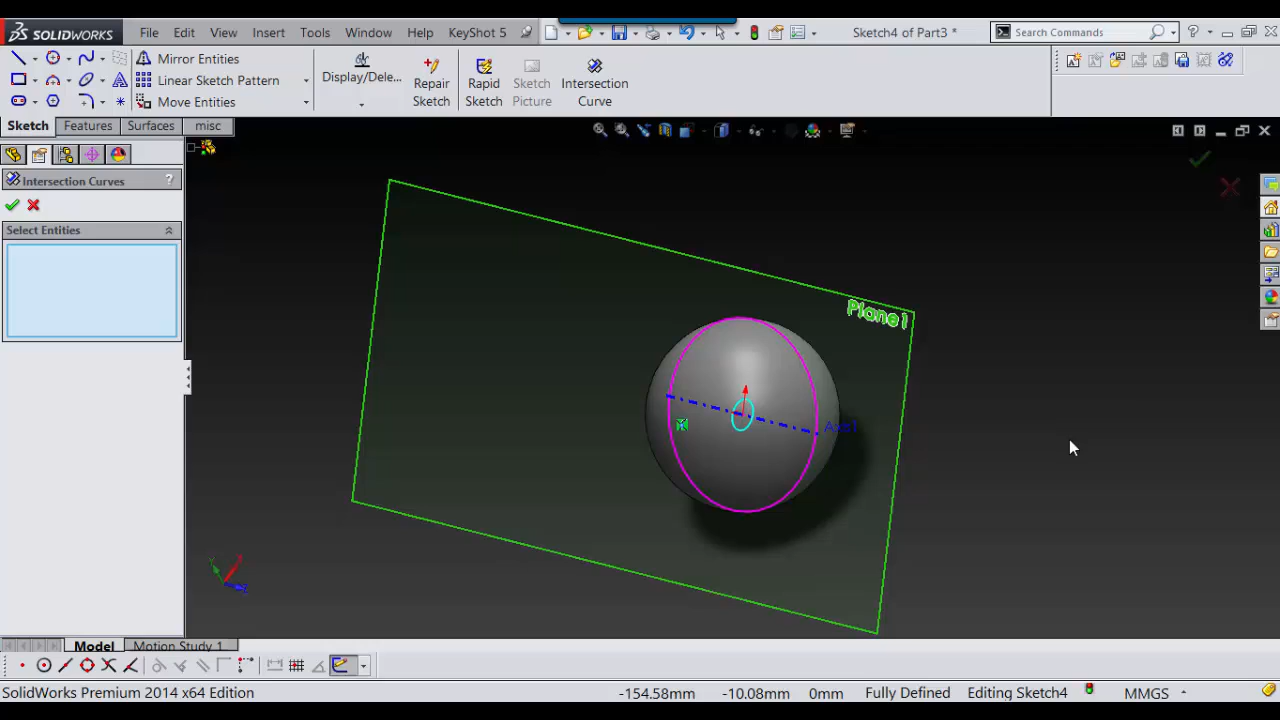 SOLIDWORKS File Edit View Insert Tools Window Help KeyShot 5 Sketch4 of Part3 * Search Commands
Mirror Entities
Linear Sketch Pattern
Move Entities
Display/Dele...
Repair Sketch
Rapid Sketch
Sketch Picture
Intersection Curve
Sketch Features Surfaces misc
Intersection Curves ?
Select Entities
Plane1
Axis1
Model Motion Study 1
SolidWorks Premium 2014 x64 Edition -154.58mm -10.08mm 0mm Fully Defined Editing Sketch4 MMGS